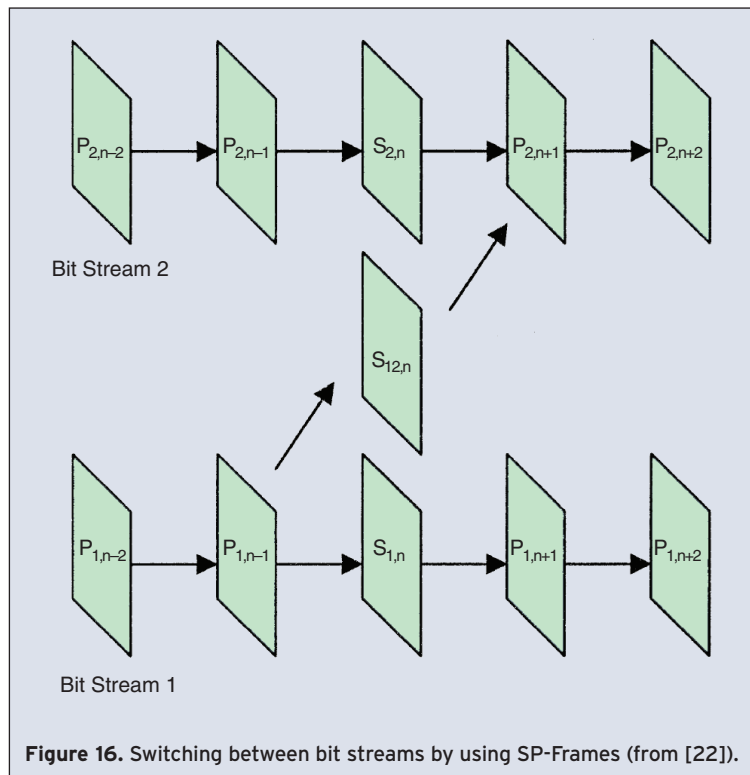 P2,n–2 P2,n–1 S2,n P2,n+1 P2,n+2
Bit Stream 2
S12,n
P1,n–2 P1,n–1 S1,n P1,n+1 P1,n+2
Bit Stream 1
Figure 16. Switching between bit streams by using SP-Frames (from [22]).